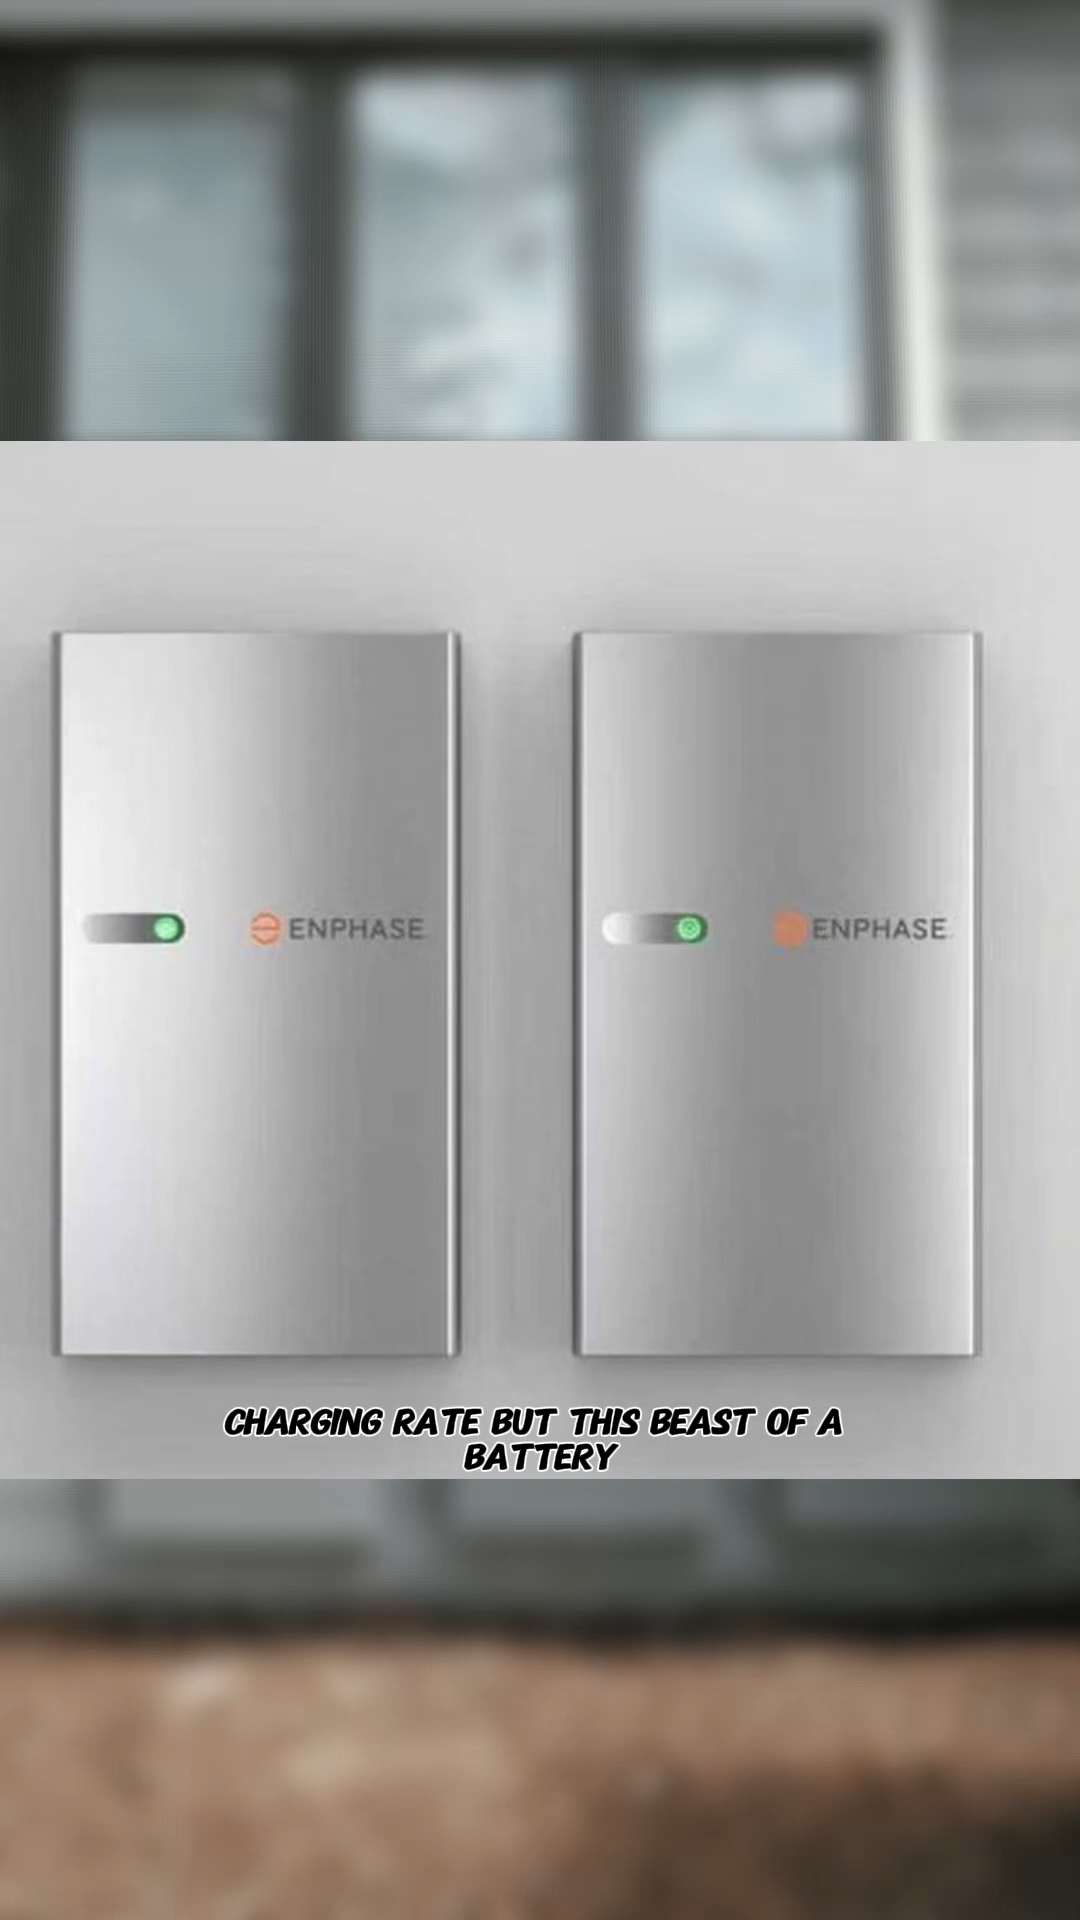 ENPHASE
ENPHASE
CHARGING RATE BUT THIS BEAST OF A
BATTERY